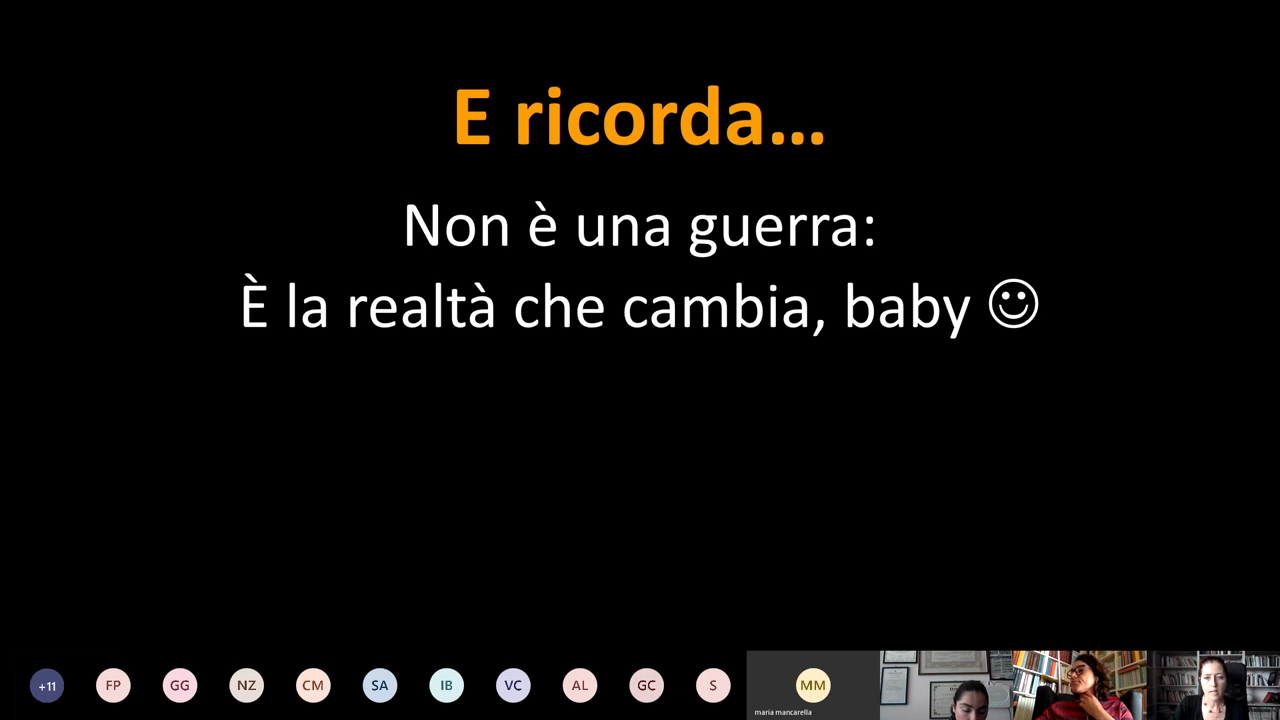 E ricorda…
Non è una guerra:
È la realtà che cambia, baby ☺
+11 FP GG NZ CM SA IB VC AL GC S MM
maria mancarella